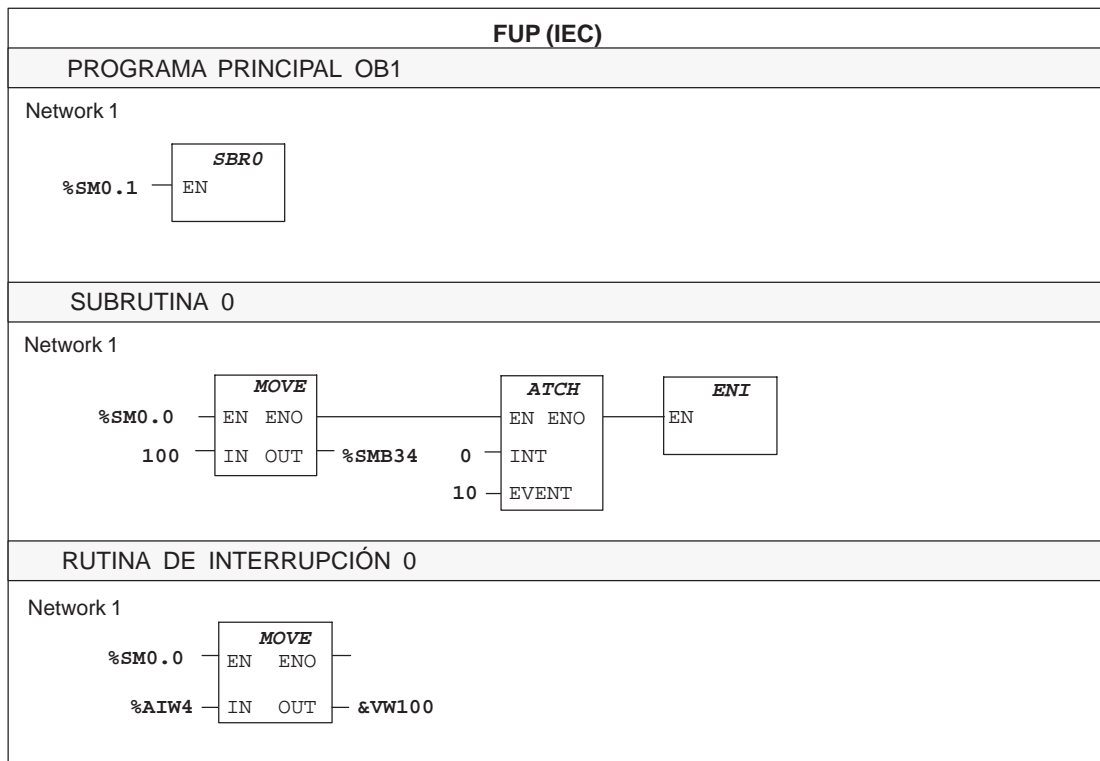 FUP (IEC)
PROGRAMA PRINCIPAL OB1
Network 1
SBR0
%SM0.1 EN
SUBRUTINA 0
Network 1
MOVE ATCH ENI
%SM0.0 EN ENO EN ENO EN
100 IN OUT %SMB34 0 INT
10 EVENT
RUTINA DE INTERRUPCIÓN 0
Network 1
MOVE
%SM0.0 EN ENO
%AIW4 IN OUT &VW100